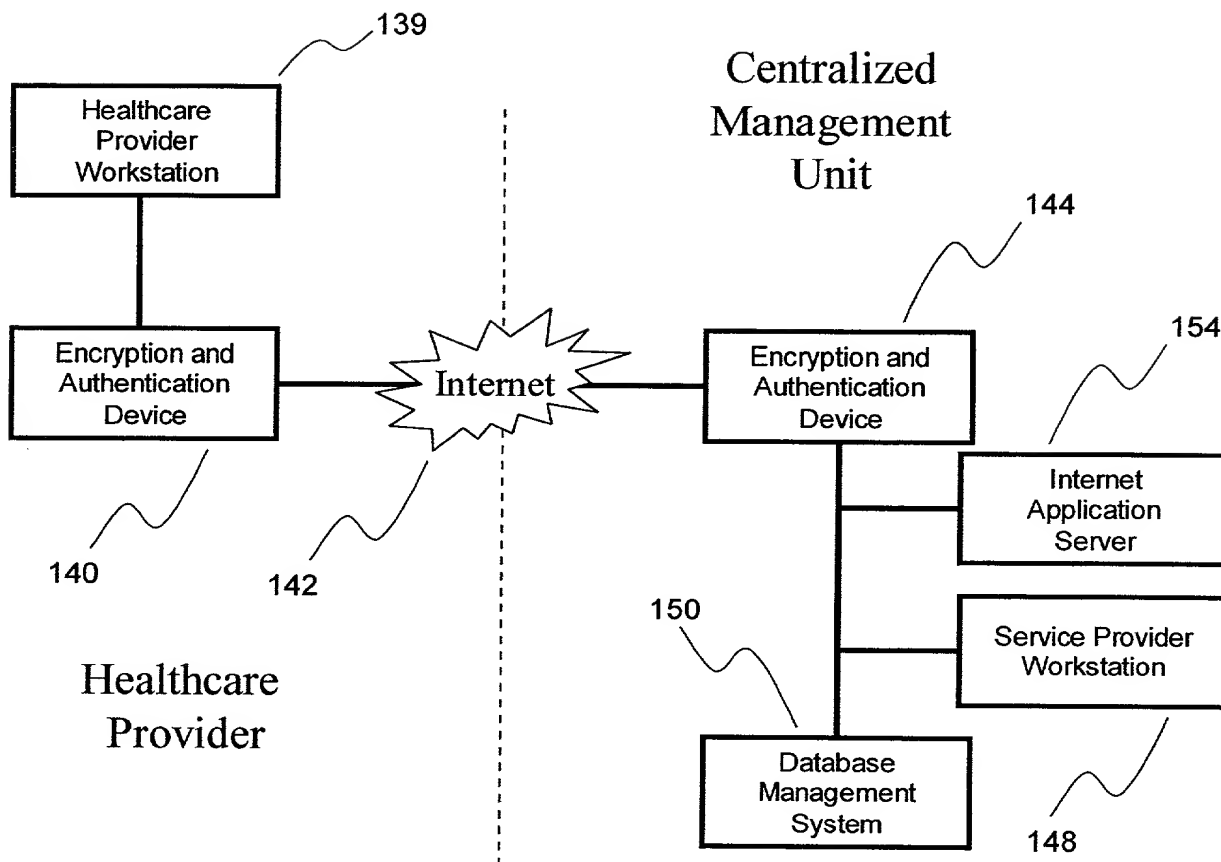 139
Healthcare
Provider
Workstation
Centralized
Management
Unit
144
154
Encryption and
Authentication
Device
Internet
Encryption and
Authentication
Device
Internet
Application
Server
140
142
150
Service Provider
Workstation
Healthcare
Provider
Database
Management
System
148